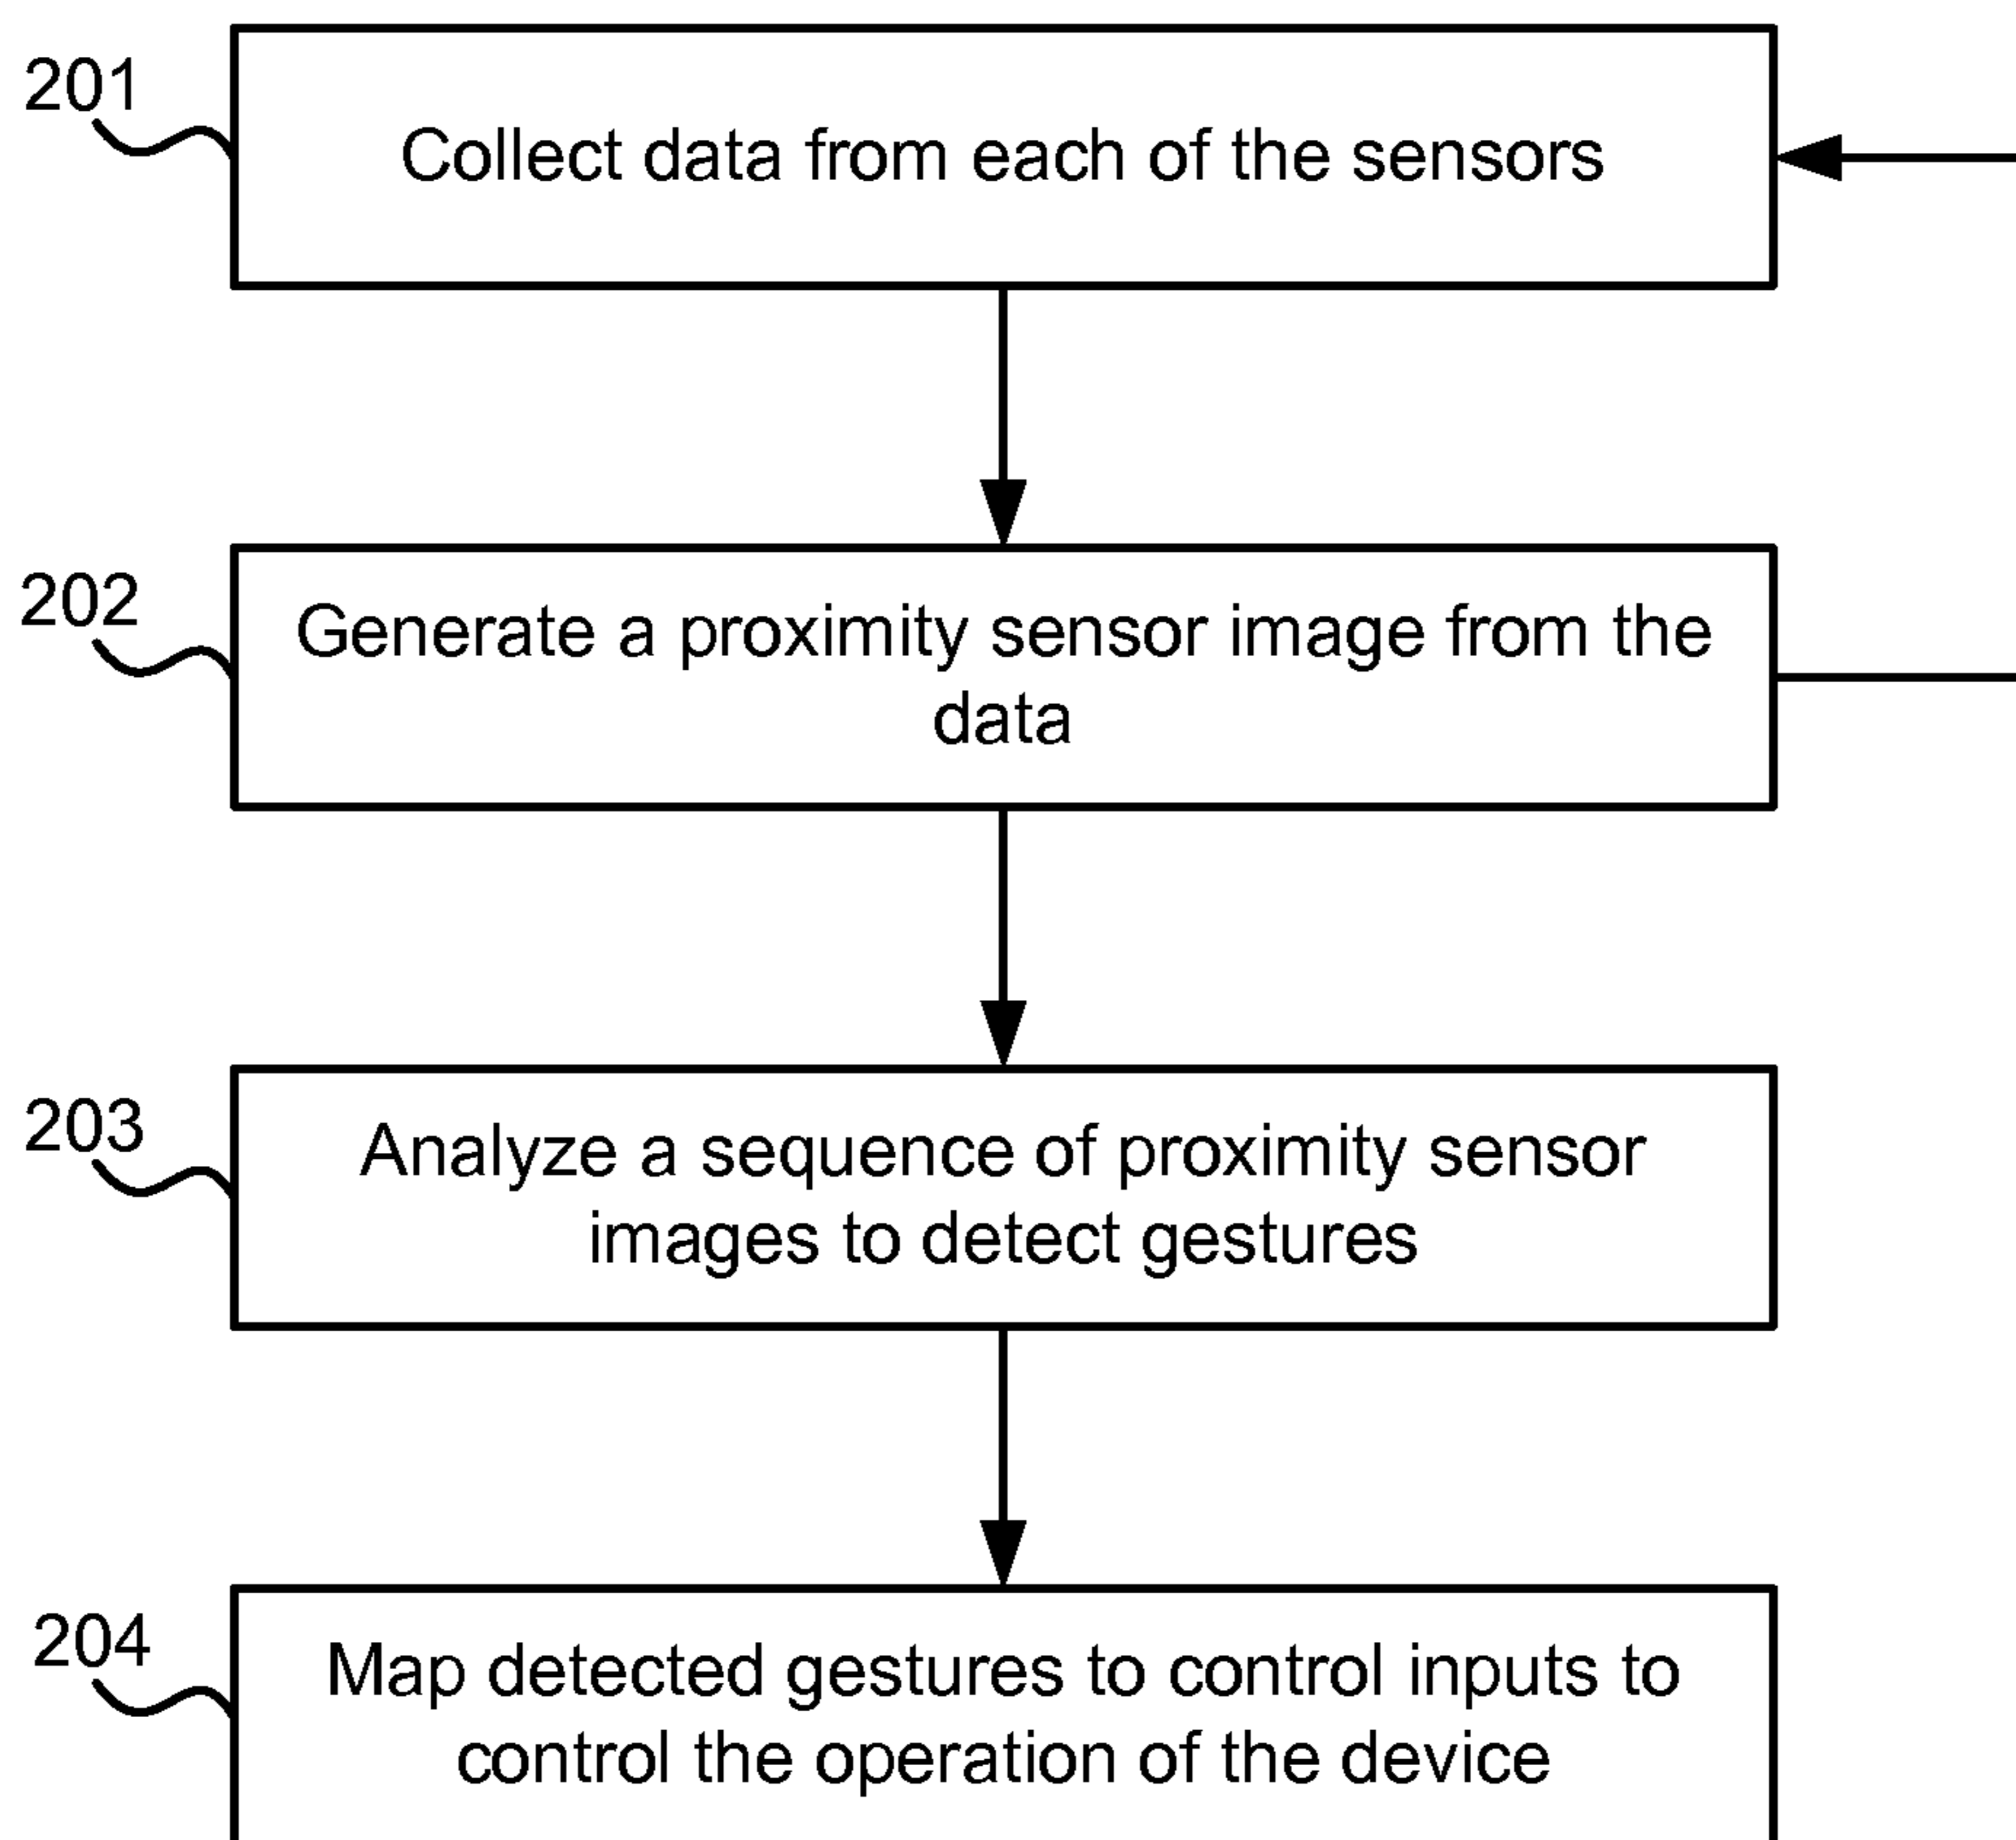 201
Collect data from each of the sensors
202
Generate a proximity sensor image from the
data
203
Analyze a sequence of proximity sensor
images to detect gestures
204
Map detected gestures to control inputs to
control the operation of the device